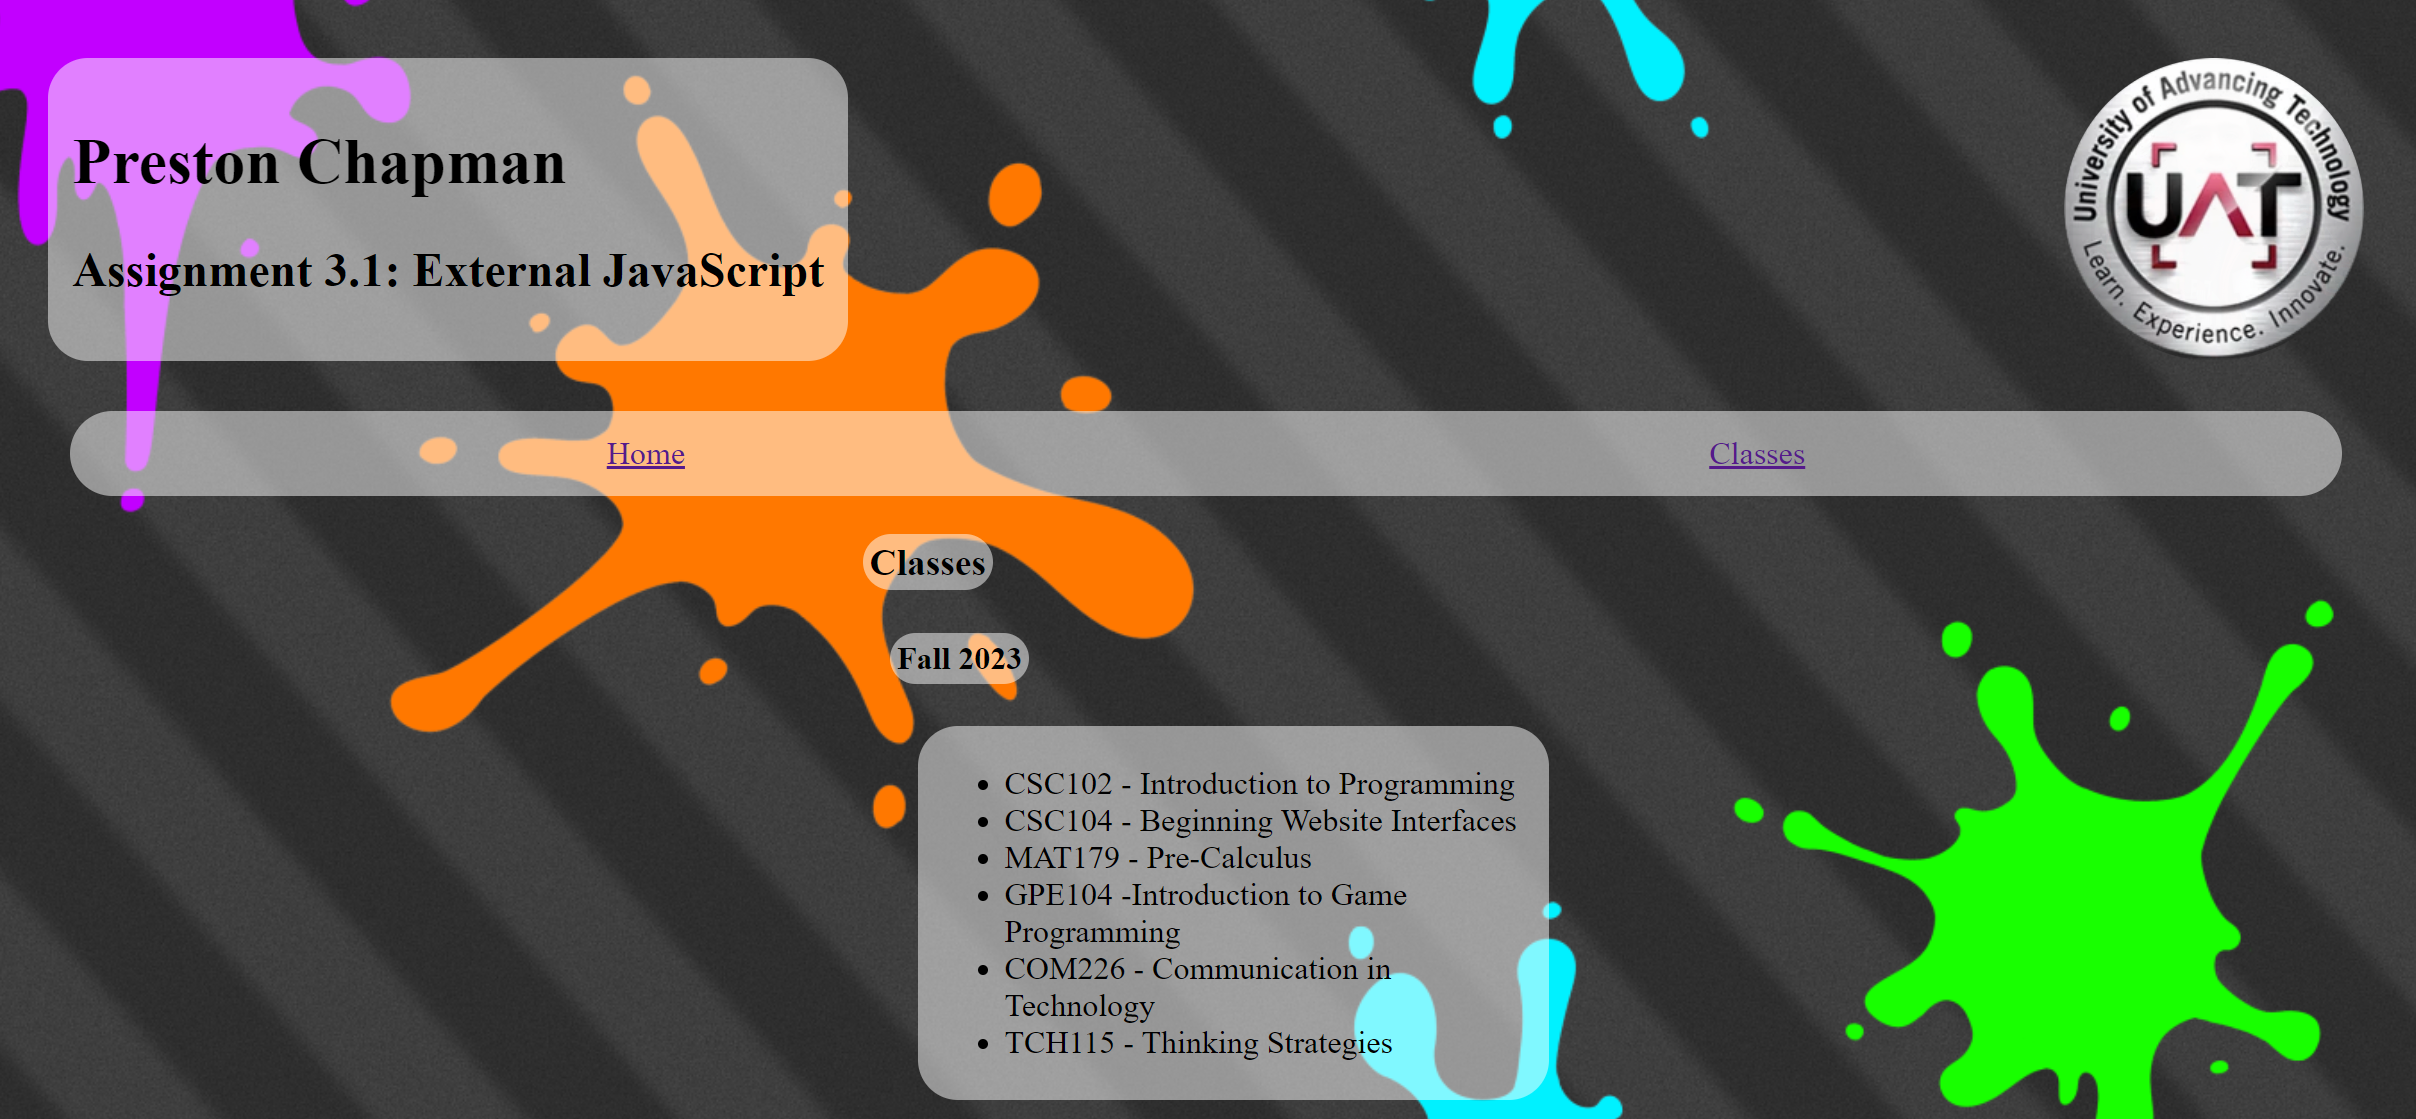 Preston Chapman
Assignment 3.1: External JavaScript
University of Advancing Technology
UAT
Learn. Experience. Innovate.
Home
Classes
Classes
Fall 2023
CSC102 - Introduction to Programming
CSC104 - Beginning Website Interfaces
MAT179 - Pre-Calculus
GPE104 -Introduction to Game
Programming
COM226 - Communication in
Technology
TCH115 - Thinking Strategies